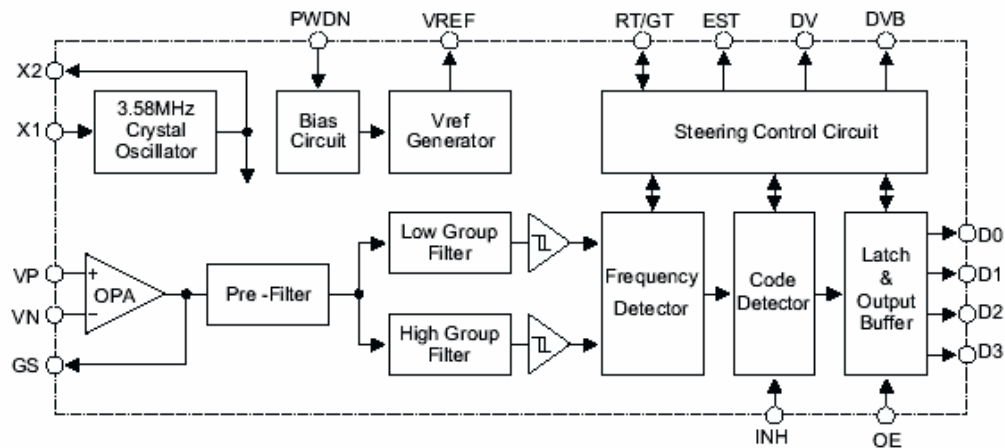 PWDN
VREF
RT/GT
EST
DV
DVB
X2
X1
3.58MHz
Crystal
Oscillator
Bias
Circuit
Vref
Generator
Steering Control Circuit
VP
VN
GS
+
OPA
−
Pre -Filter
Low Group
Filter
High Group
Filter
Frequency
Detector
Code
Detector
Latch
&
Output
Buffer
D0
D1
D2
D3
INH
OE